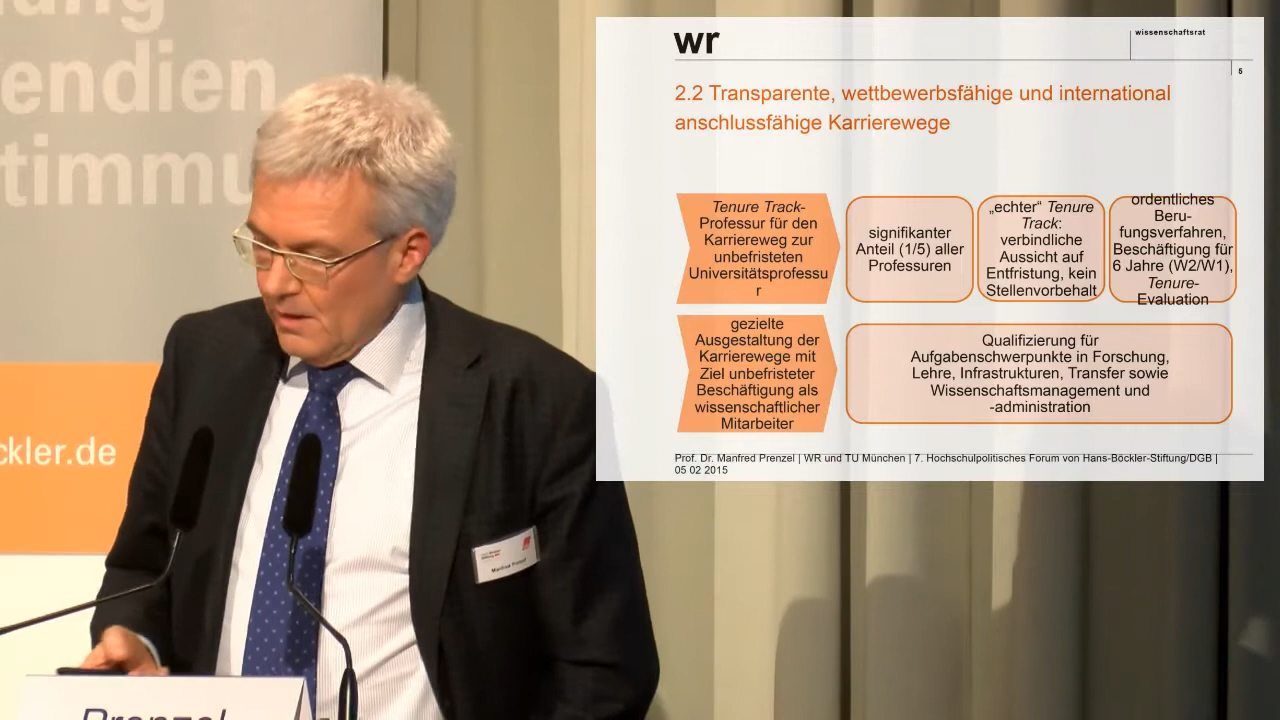 endien
timmu
ckler.de
Prenzel
wr
wissenschaftsrat
5
2.2 Transparente, wettbewerbsfähige und international
anschlussfähige Karrierewege
Tenure Track-
Professur für den
Karriereweg zur
unbefristeten
Universitätsprofessu
r
signifikanter
Anteil (1/5) aller
Professuren
„echter“ Tenure
Track:
verbindliche
Aussicht auf
Entfristung, kein
Stellenvorbehalt
ordentliches
Beru-
fungsverfahren,
Beschäftigung für
6 Jahre (W2/W1),
Tenure-
Evaluation
gezielte
Ausgestaltung der
Karrierewege mit
Ziel unbefristeter
Beschäftigung als
wissenschaftlicher
Mitarbeiter
Qualifizierung für
Aufgabenschwerpunkte in Forschung,
Lehre, Infrastrukturen, Transfer sowie
Wissenschaftsmanagement und
-administration
Prof. Dr. Manfred Prenzel | WR und TU München | 7. Hochschulpolitisches Forum von Hans-Böckler-Stiftung/DGB |
05 02 2015